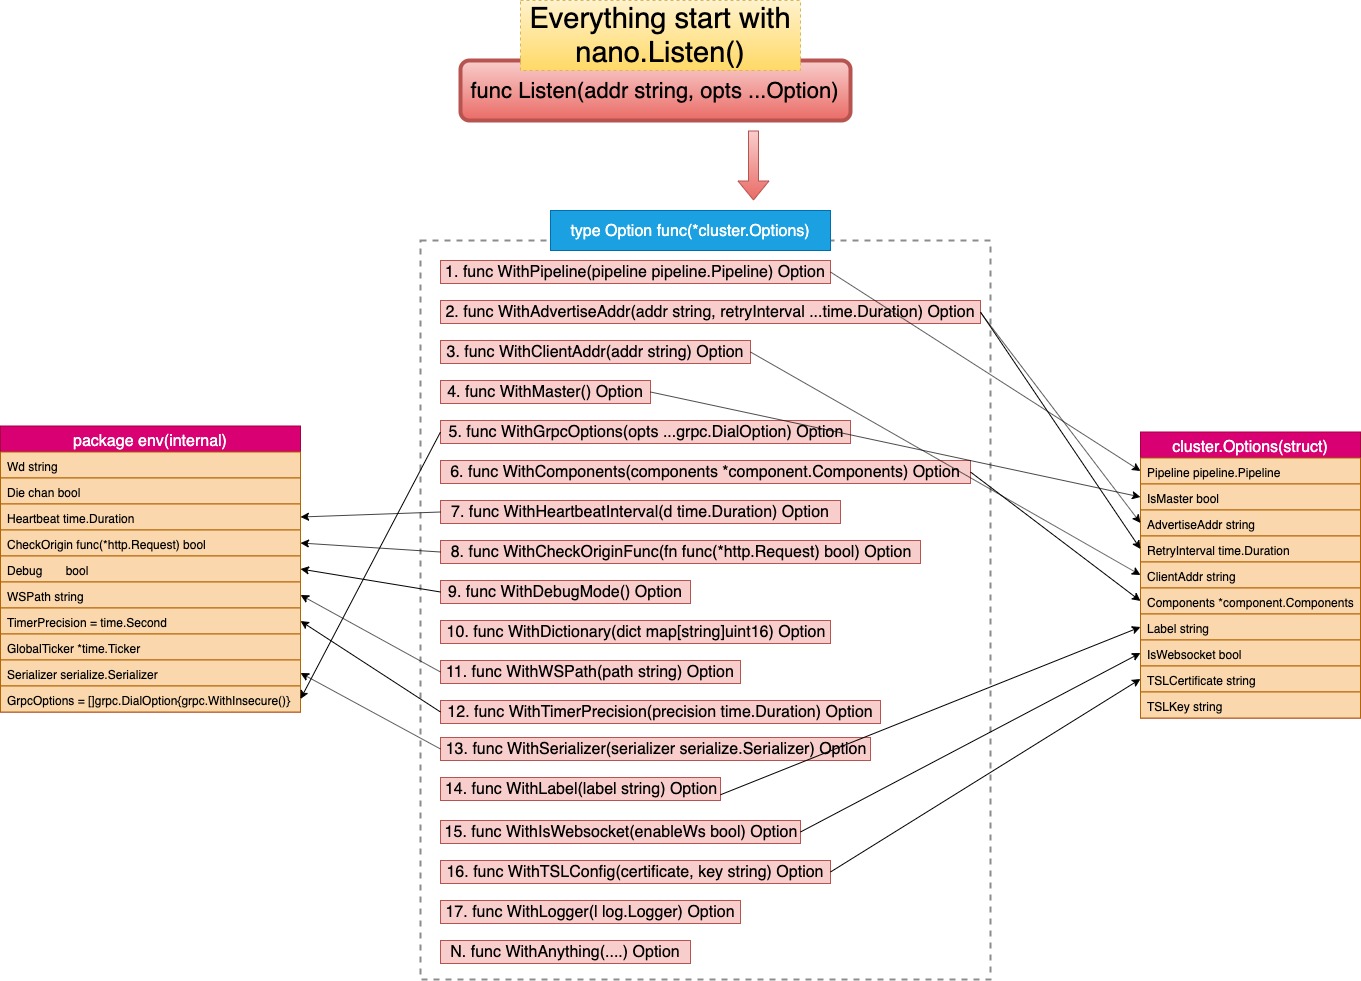 Everything start with
nano.Listen()
func Listen(addr string, opts ...Option)
type Option func(*cluster.Options)
1. func WithPipeline(pipeline pipeline.Pipeline) Option
2. func WithAdvertiseAddr(addr string, retryInterval ...time.Duration) Option
3. func WithClientAddr(addr string) Option
4. func WithMaster() Option
5. func WithGrpcOptions(opts ...grpc.DialOption) Option
6. func WithComponents(components *component.Components) Option
7. func WithHeartbeatInterval(d time.Duration) Option
8. func WithCheckOriginFunc(fn func(*http.Request) bool) Option
9. func WithDebugMode() Option
10. func WithDictionary(dict map[string]uint16) Option
11. func WithWSPath(path string) Option
12. func WithTimerPrecision(precision time.Duration) Option
13. func WithSerializer(serializer serialize.Serializer) Option
14. func WithLabel(label string) Option
15. func WithIsWebsocket(enableWs bool) Option
16. func WithTSLConfig(certificate, key string) Option
17. func WithLogger(l log.Logger) Option
N. func WithAnything(....) Option
package env(internal)
Wd string
Die chan bool
Heartbeat time.Duration
CheckOrigin func(*http.Request) bool
Debug bool
WSPath string
TimerPrecision = time.Second
GlobalTicker *time.Ticker
Serializer serialize.Serializer
GrpcOptions = []grpc.DialOption{grpc.WithInsecure()}
cluster.Options(struct)
Pipeline pipeline.Pipeline
IsMaster bool
AdvertiseAddr string
RetryInterval time.Duration
ClientAddr string
Components *component.Components
Label string
IsWebsocket bool
TSLCertificate string
TSLKey string